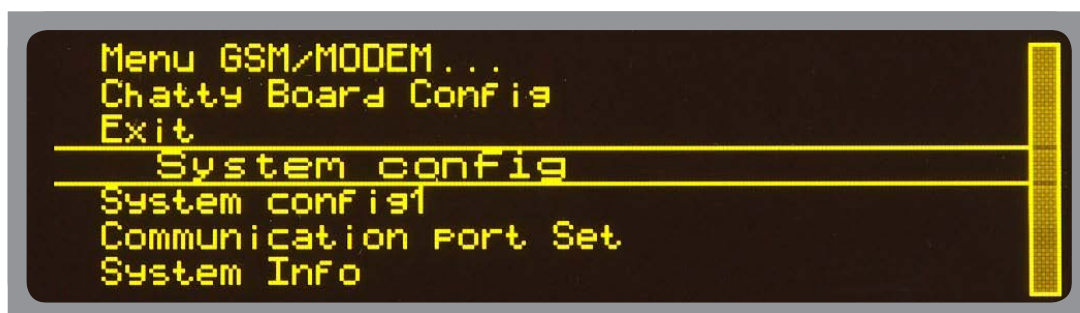 Menu GSM/MODEM...
Chatty Board Config
Exit
System config
System config1
Communication port Set
System Info